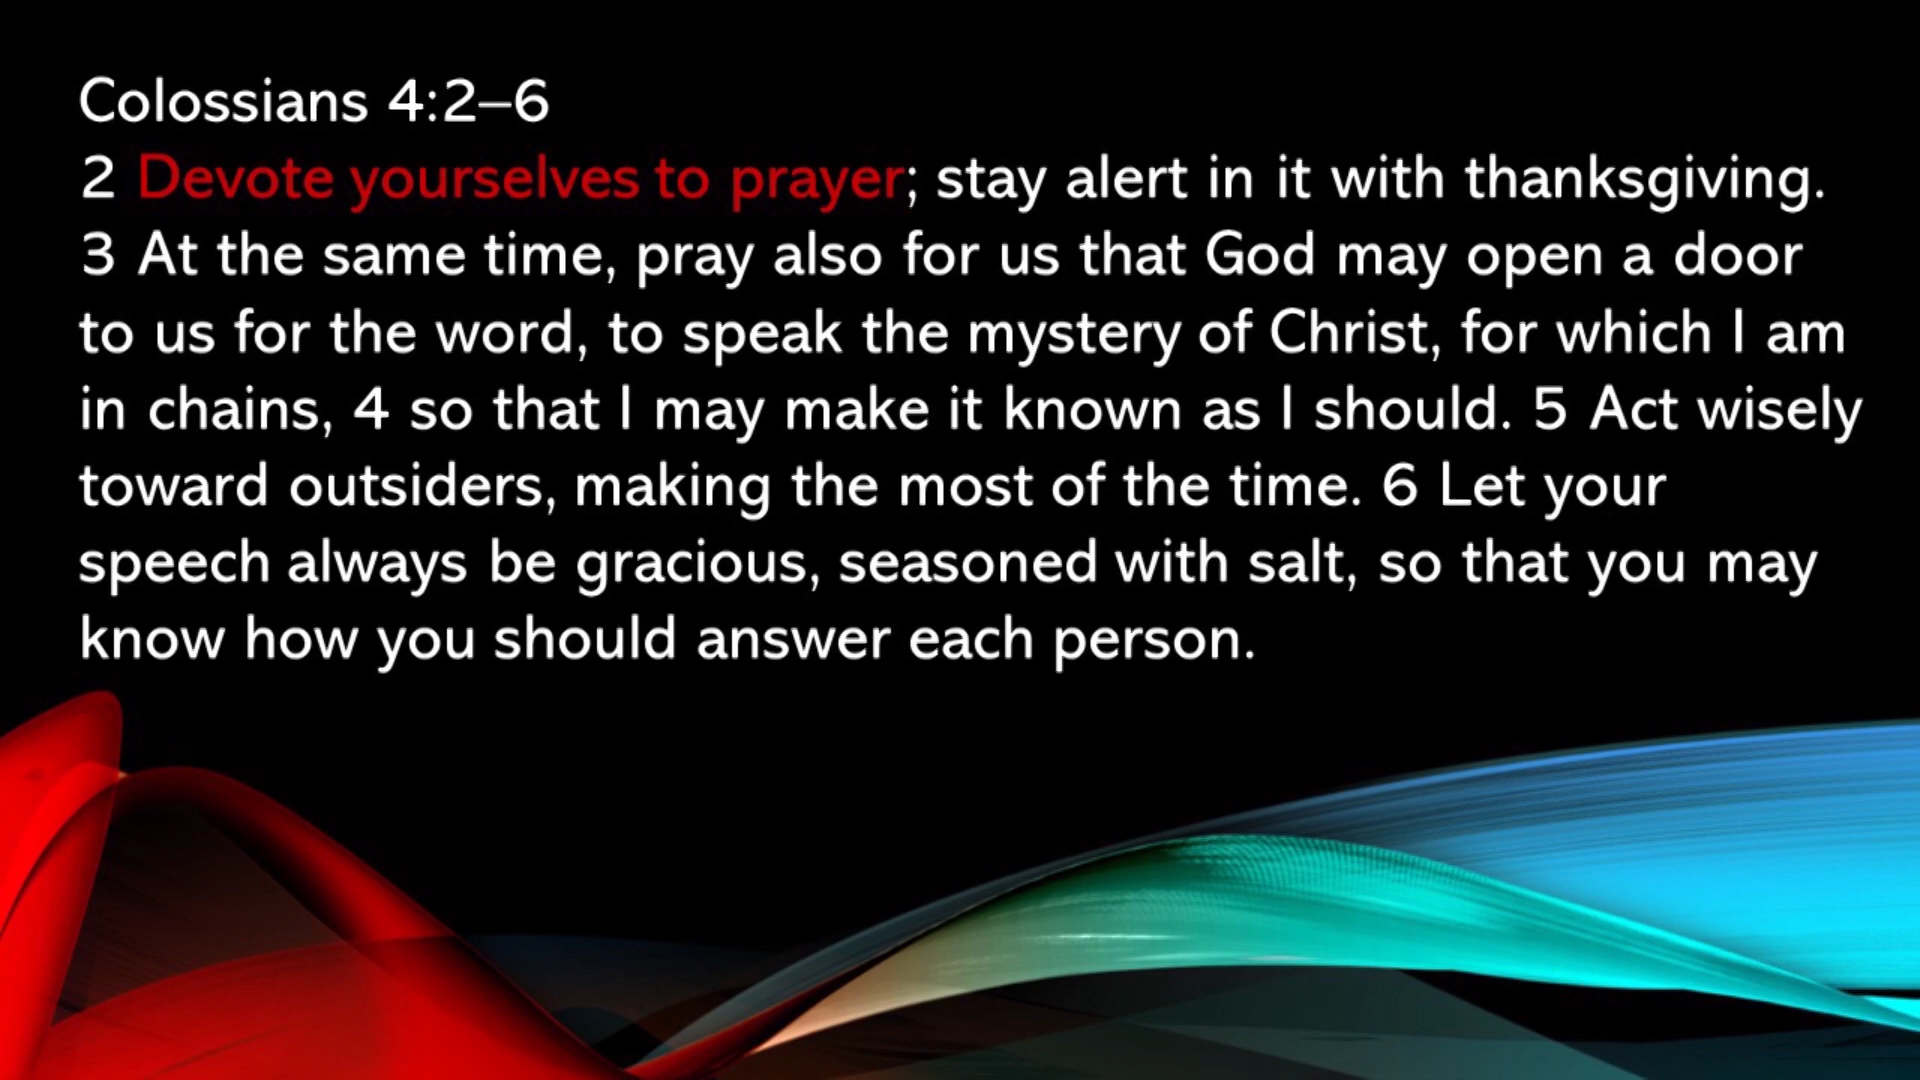 Colossians 4:2–6
2 Devote yourselves to prayer; stay alert in it with thanksgiving.
3 At the same time, pray also for us that God may open a door
to us for the word, to speak the mystery of Christ, for which I am
in chains, 4 so that I may make it known as I should. 5 Act wisely
toward outsiders, making the most of the time. 6 Let your
speech always be gracious, seasoned with salt, so that you may
know how you should answer each person.